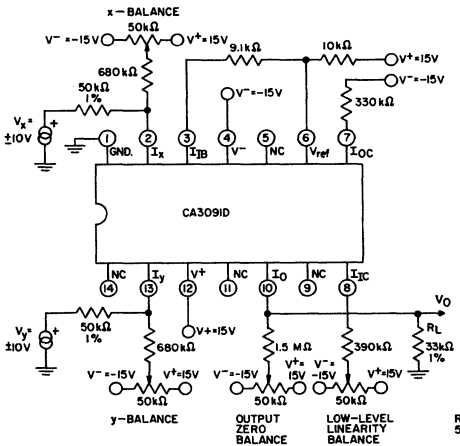 x-BALANCE
50kΩ
V⁻=-15V
V⁺=15V
680kΩ
50kΩ
1%
Vx=
±10V
+
9.1kΩ
10kΩ
V⁺=15V
V⁻=-15V
V⁻=-15V
330kΩ
1
2
3
4
5
6
7
GND.
Ix
IIB
V⁻
NC
Vref
IOC
CA3091D
NC
Iy
V+
NC
IO
NC
IIC
14
13
12
11
10
9
8
Vy=
±10V
+
50kΩ
1%
V+=15V
680kΩ
1.5 MΩ
390kΩ
VO
RL
33kΩ
1%
V⁻=-15V
V⁺=15V
50kΩ
V⁻=-15V
V⁺=
15V
50kΩ
V⁻=
-15V
V⁺=15V
50kΩ
y-BALANCE
OUTPUT
ZERO
BALANCE
LOW-LEVEL
LINEARITY
BALANCE
R
5